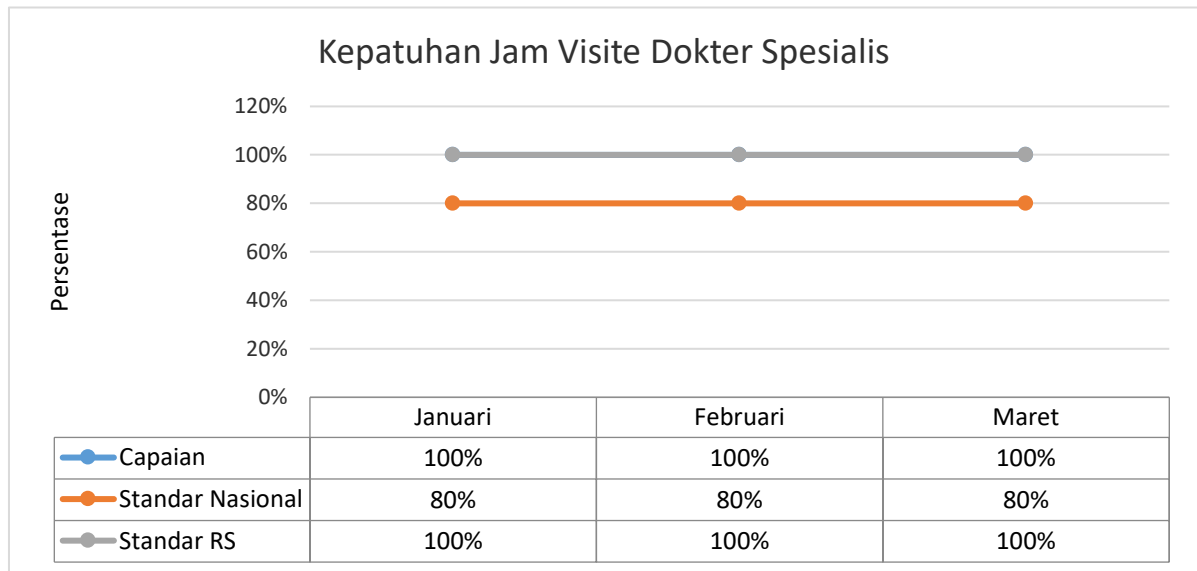 Kepatuhan Jam Visite Dokter Spesialis
Persentase
120%
100%
80%
60%
40%
20%
0%
Januari Februari Maret
Capaian 100% 100% 100%
Standar Nasional 80% 80% 80%
Standar RS 100% 100% 100%